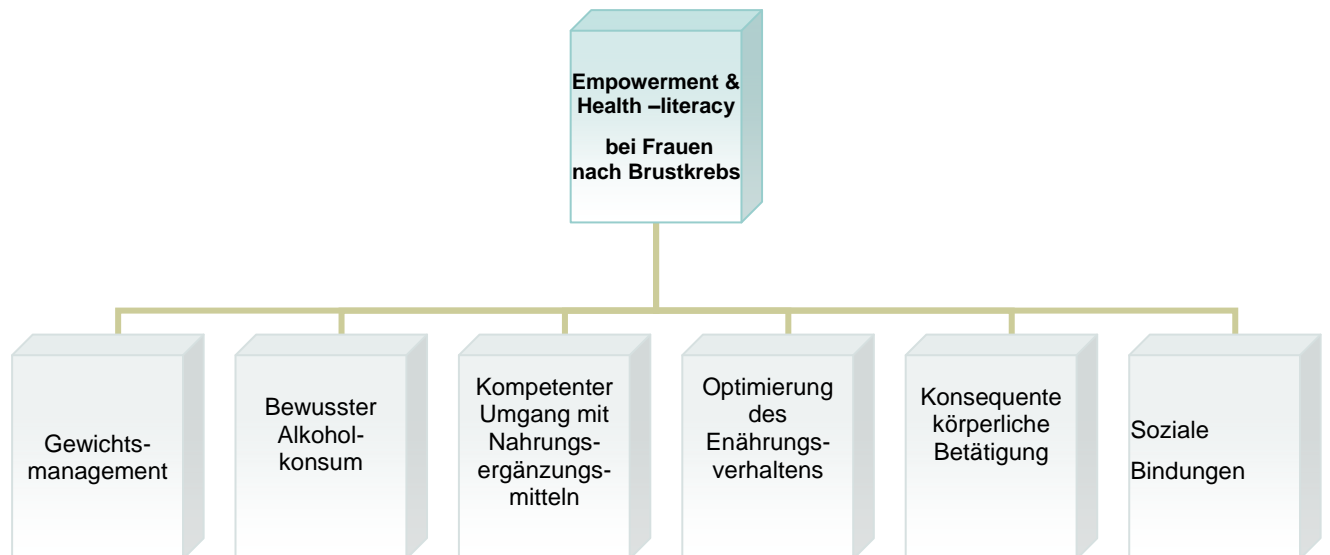 Empowerment &
Health –literacy
bei Frauen
nach Brustkrebs
Gewichts-
management
Bewusster
Alkohol-
konsum
Kompetenter
Umgang mit
Nahrungs-
ergänzungs-
mitteln
Optimierung
des
Enährungs-
verhaltens
Konsequente
körperliche
Betätigung
Soziale
Bindungen